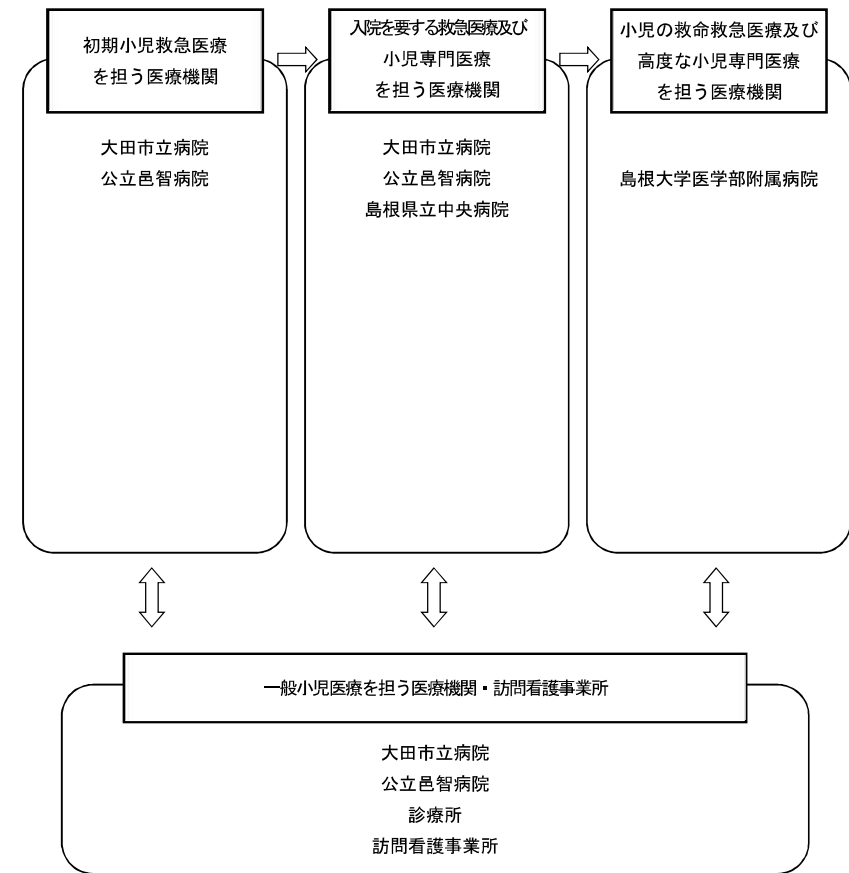 初期小児救急医療
を担う医療機関
大田市立病院
公立邑智病院
入院を要する救急医療及び
小児専門医療
を担う医療機関
大田市立病院
公立邑智病院
島根県立中央病院
小児の救命救急医療及び
高度な小児専門医療
を担う医療機関
島根大学医学部附属病院
一般小児医療を担う医療機関・訪問看護事業所
大田市立病院
公立邑智病院
診療所
訪問看護事業所